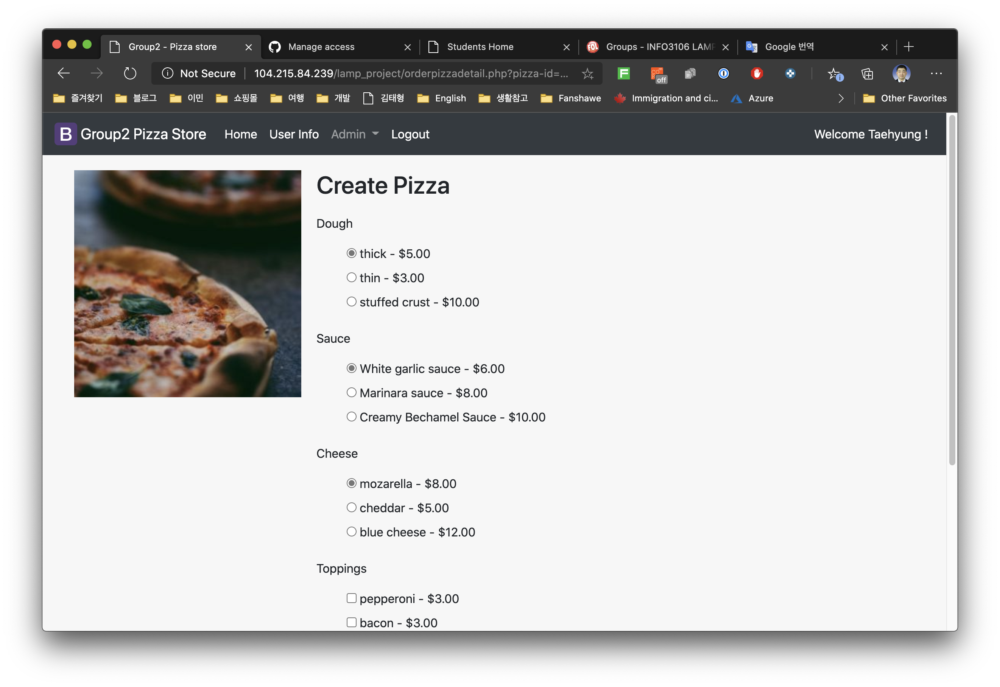 Group2 - Pizza store
Manage access
Students Home
FOL Groups - INFO3106 LAMP
Google 번역
Not Secure 104.215.84.239/lamp_project/orderpizzadetail.php?pizza-id=...
off
즐겨찾기 블로그 이민 쇼핑몰 여행 개발 김태형 English 생활참고 Fanshawe Immigration and ci... Azure Other Favorites
B Group2 Pizza Store Home User Info Admin Logout Welcome Taehyung !
Create Pizza
Dough
thick - $5.00
thin - $3.00
stuffed crust - $10.00
Sauce
White garlic sauce - $6.00
Marinara sauce - $8.00
Creamy Bechamel Sauce - $10.00
Cheese
mozarella - $8.00
cheddar - $5.00
blue cheese - $12.00
Toppings
pepperoni - $3.00
bacon - $3.00